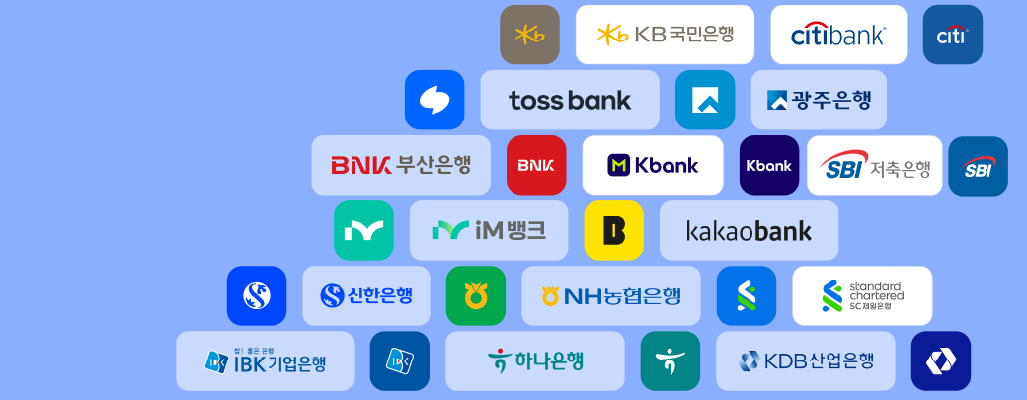 Kb
KB국민은행
citibank
citi
toss bank
광주은행
BNK 부산은행
BNK
M Kbank
Kbank
SBI 저축은행
SBI
iM뱅크
B
kakaobank
신한은행
NH농협은행
standard
chartered
SC제일은행
참! 좋은 은행
IBK기업은행
하나은행
KDB산업은행